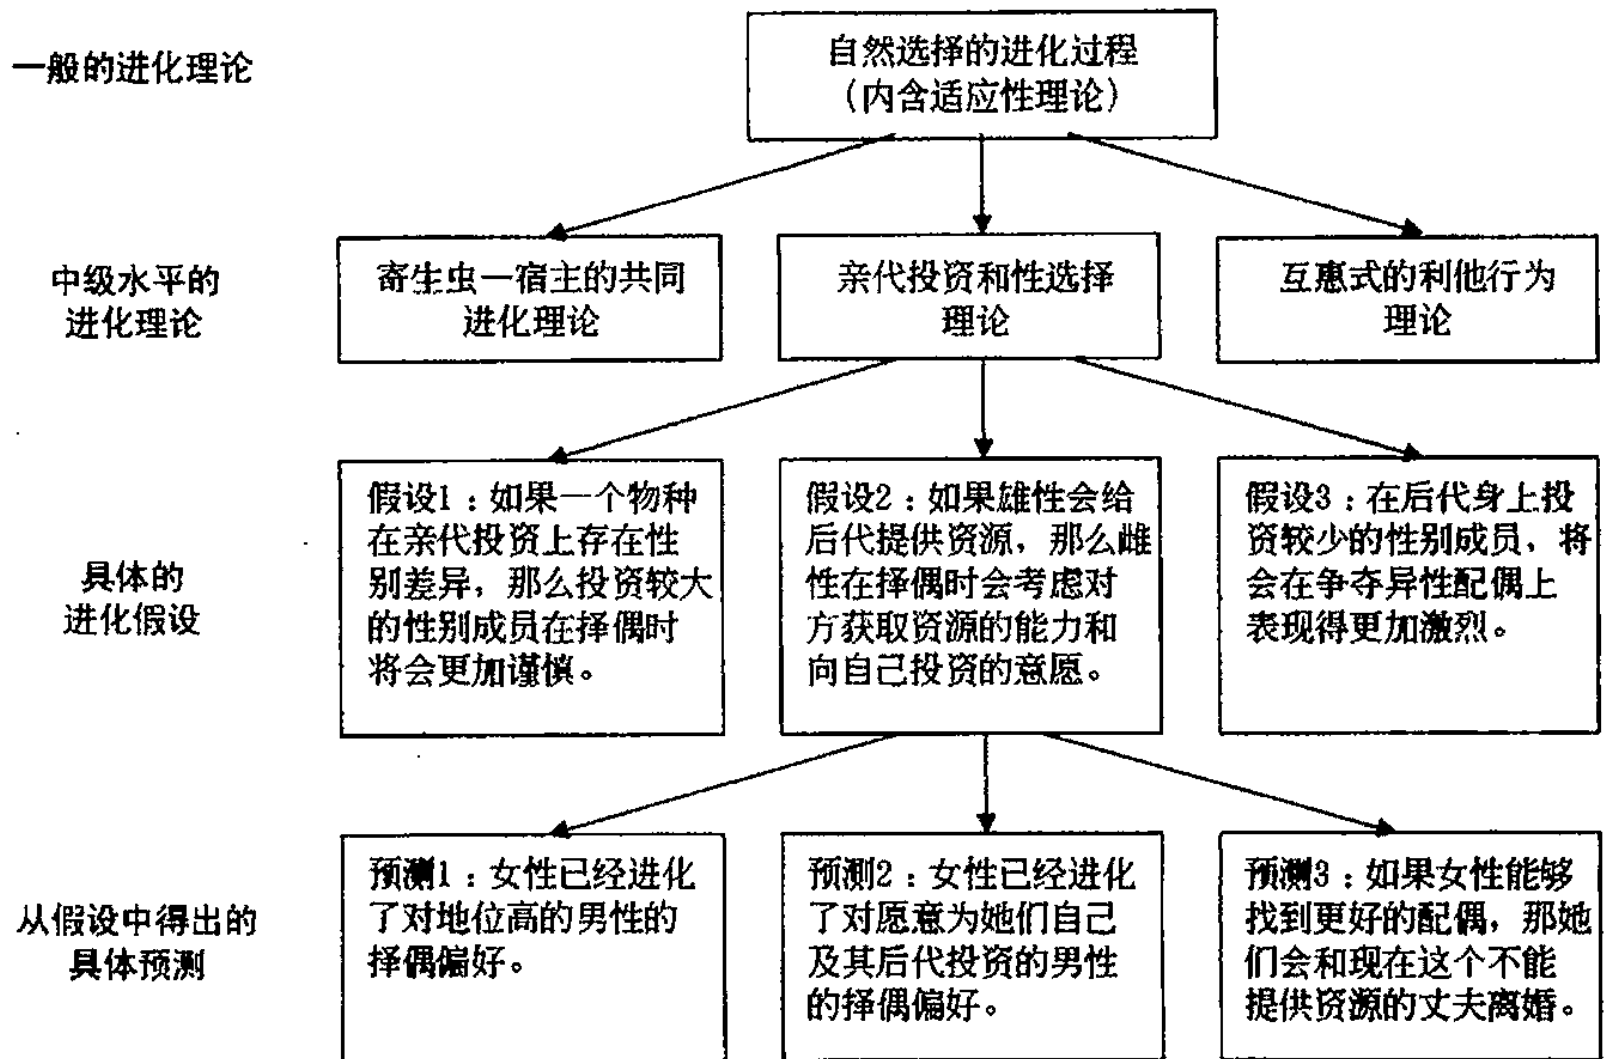 一般的进化理论
自然选择的进化过程
（内含适应性理论）
中级水平的
进化理论
寄生虫—宿主的共同
进化理论
亲代投资和性选择
理论
互惠式的利他行为
理论
具体的
进化假设
假设1：如果一个物种
在亲代投资上存在性
别差异，那么投资较大
的性别成员在择偶时
将会更加谨慎。
假设2：如果雄性会给
后代提供资源，那么雌
性在择偶时会考虑对
方获取资源的能力和
向自己投资的意愿。
假设3：在后代身上投
资较少的性别成员，将
会在争夺异性配偶上
表现得更加激烈。
从假设中得出的
具体预测
预测1：女性已经进化
了对地位高的男性的
择偶偏好。
预测2：女性已经进化
了对愿意为她们自己
及其后代投资的男性
的择偶偏好。
预测3：如果女性能够
找到更好的配偶，那她
们会和现在这个不能
提供资源的丈夫离婚。